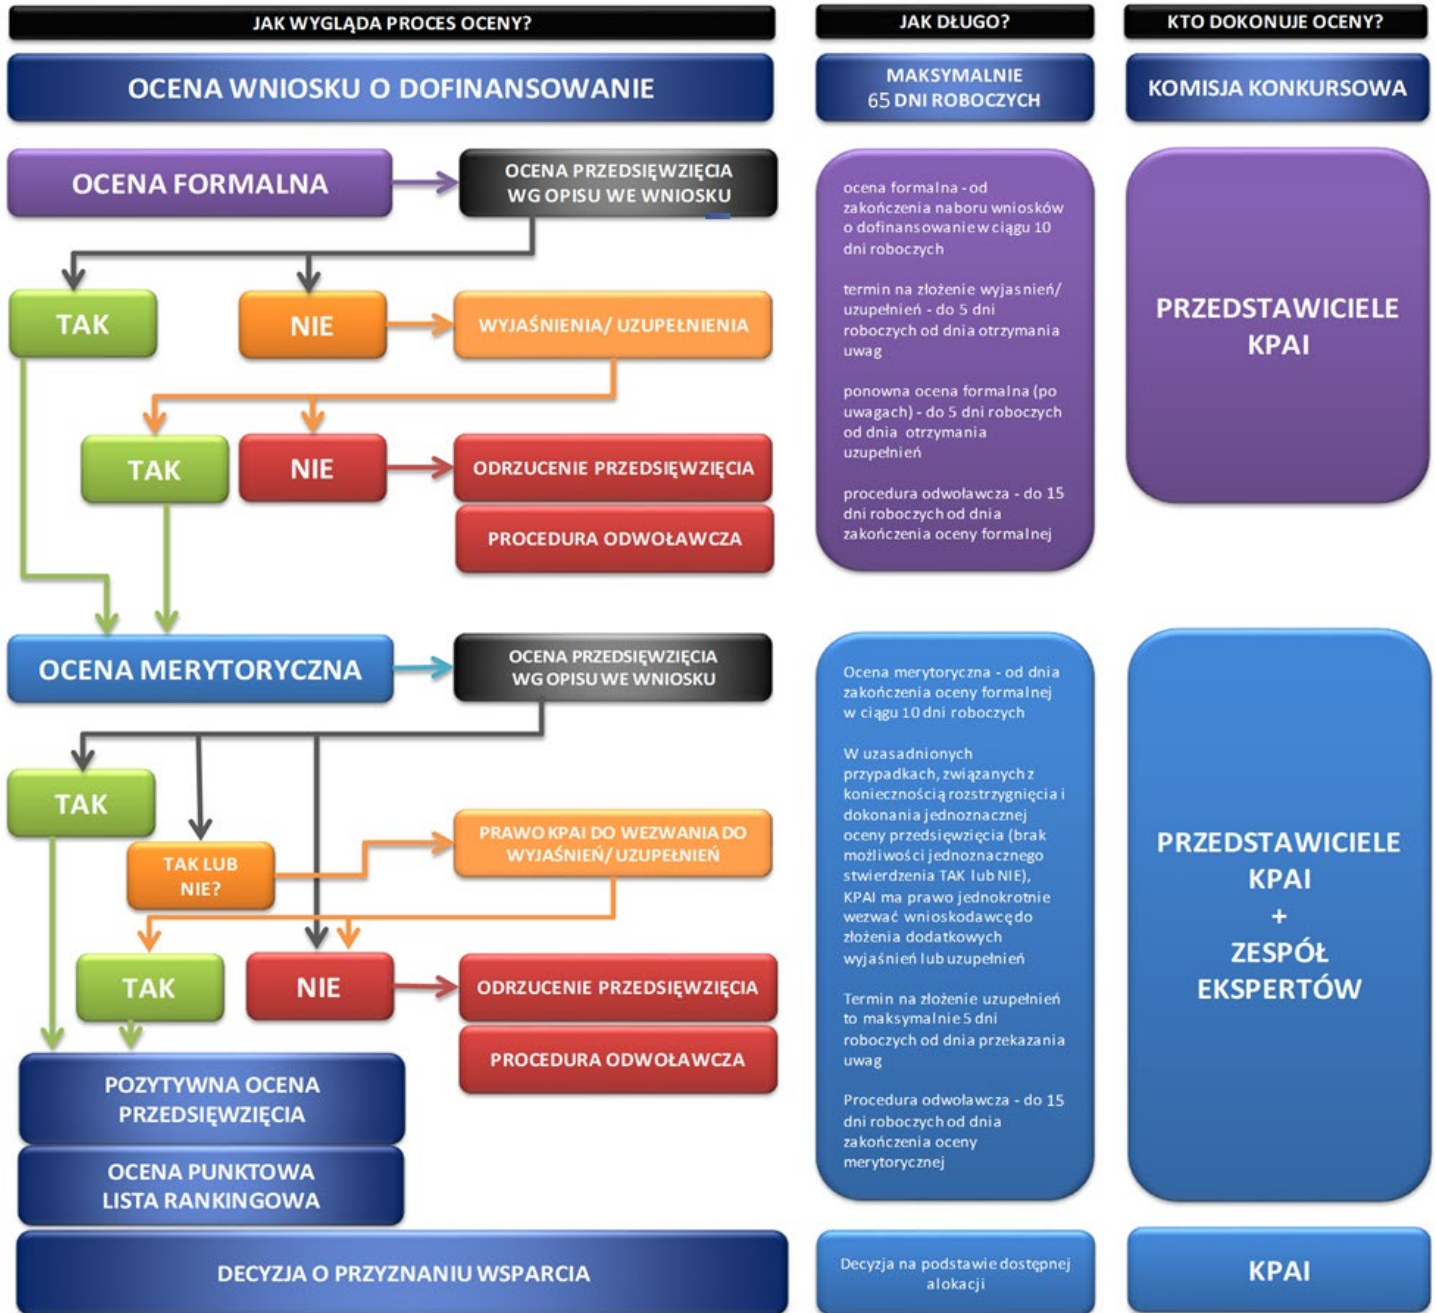 JAK WYGLĄDA PROCES OCENY?
JAK DŁUGO?
KTO DOKONUJE OCENY?
OCENA WNIOSKU O DOFINANSOWANIE
MAKSYMALNIE
65 DNI ROBOCZYCH
KOMISJA KONKURSOWA
OCENA FORMALNA
OCENA PRZEDSIĘWZIĘCIA
WG OPISU WE WNIOSKU
TAK
NIE
WYJAŚNIENIA/ UZUPEŁNIENIA
TAK
NIE
ODRZUCENIE PRZEDSIĘWZIĘCIA
PROCEDURA ODWOŁAWCZA
ocena formalna - od
zakończenia naboru wniosków
o dofinansowanie w ciągu 10
dni roboczych
termin na złożenie wyjasnień/
uzupełnień - do 5 dni
roboczych od dnia otrzymania
uwag
ponowna ocena formalna (po
uwagach) - do 5 dni roboczych
od dnia otrzymania
uzupełnień
procedura odwoławcza - do 15
dni roboczych od dnia
zakończenia oceny formalnej
PRZEDSTAWICIELE
KPAI
OCENA MERYTORYCZNA
OCENA PRZEDSIĘWZIĘCIA
WG OPISU WE WNIOSKU
TAK
TAK LUB
NIE?
PRAWO KPAI DO WEZWANIA DO
WYJAŚNIEŃ/ UZUPEŁNIEŃ
TAK
NIE
ODRZUCENIE PRZEDSIĘWZIĘCIA
PROCEDURA ODWOŁAWCZA
POZYTYWNA OCENA
PRZEDSIĘWZIĘCIA
OCENA PUNKTOWA
LISTA RANKINGOWA
Ocena merytoryczna - od dnia
zakończenia oceny formalnej
w ciągu 10 dni roboczych
W uzasadnionych
przypadkach, związanych z
koniecznością rozstrzygnięcia i
dokonania jednoznacznej
oceny przedsięwzięcia (brak
możliwości jednoznacznego
stwierdzenia TAK lub NIE),
KPAI ma prawo jednokrotnie
wezwać wnioskodawcę do
złożenia dodatkowych
wyjaśnień lub uzupełnień
Termin na złożenie uzupełnień
to maksymalnie 5 dni
roboczych od dnia przekazania
uwag
Procedura odwoławcza - do 15
dni roboczych od dnia
zakończenia oceny
merytorycznej
PRZEDSTAWICIELE
KPAI
+
ZESPÓŁ
EKSPERTÓW
DECYZJA O PRZYZNANIU WSPARCIA
Decyzja na podstawie dostępnej
alokacji
KPAI